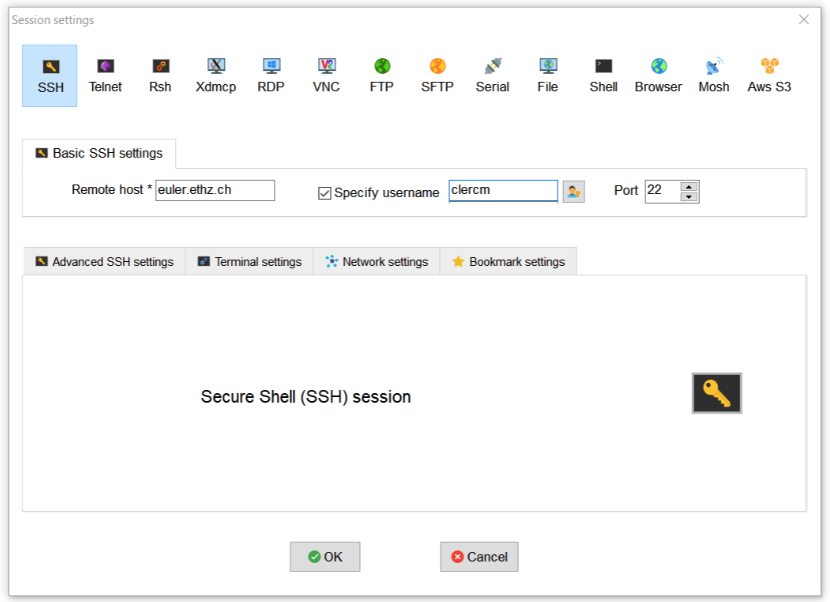 Session settings
SSH Telnet Rsh Xdmcp RDP VNC FTP SFTP Serial File Shell Browser Mosh Aws S3
Basic SSH settings
Remote host * euler.ethz.ch Specify username clercm Port 22
Advanced SSH settings Terminal settings Network settings Bookmark settings
Secure Shell (SSH) session
OK Cancel